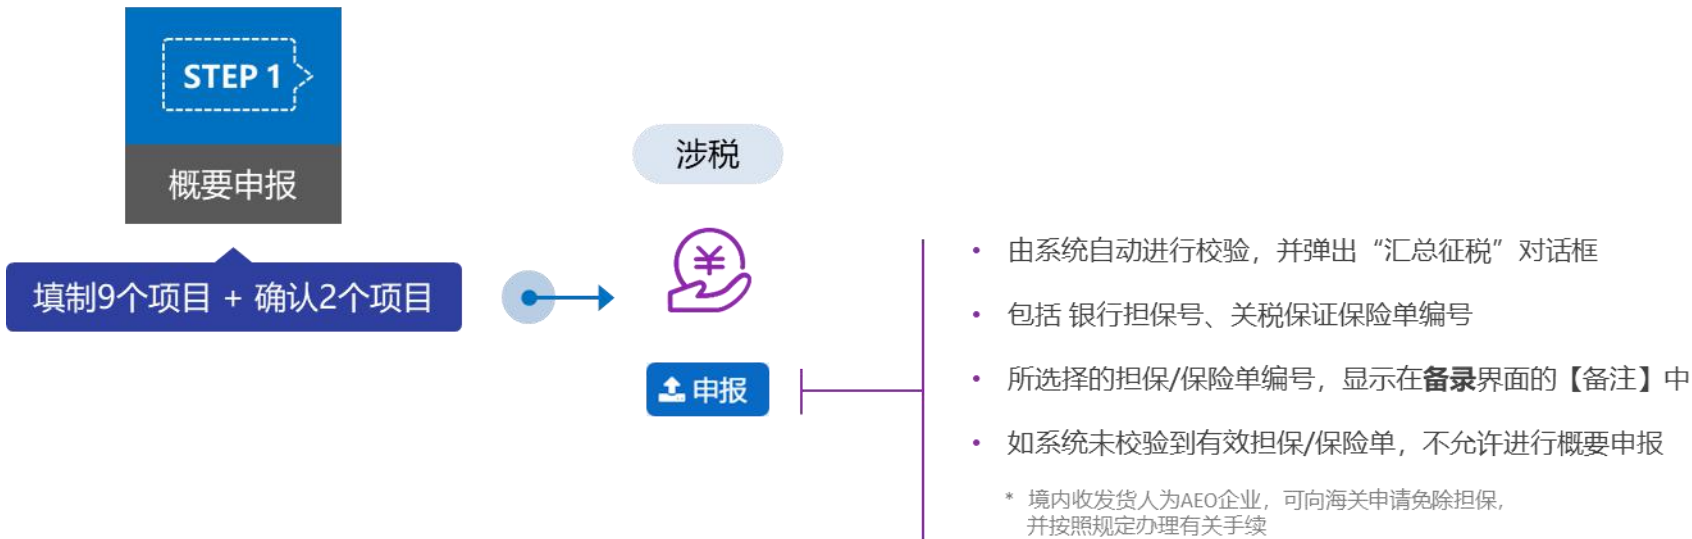 STEP 1
概要申报
填制9个项目 + 确认2个项目
涉税
¥
申报
• 由系统自动进行校验，并弹出“汇总征税”对话框
• 包括 银行担保号、关税保证保险单编号
• 所选择的担保/保险单编号，显示在备录界面的【备注】中
• 如系统未校验到有效担保/保险单，不允许进行概要申报
* 境内收发货人为AEO企业，可向海关申请免除担保，
并按照规定办理有关手续